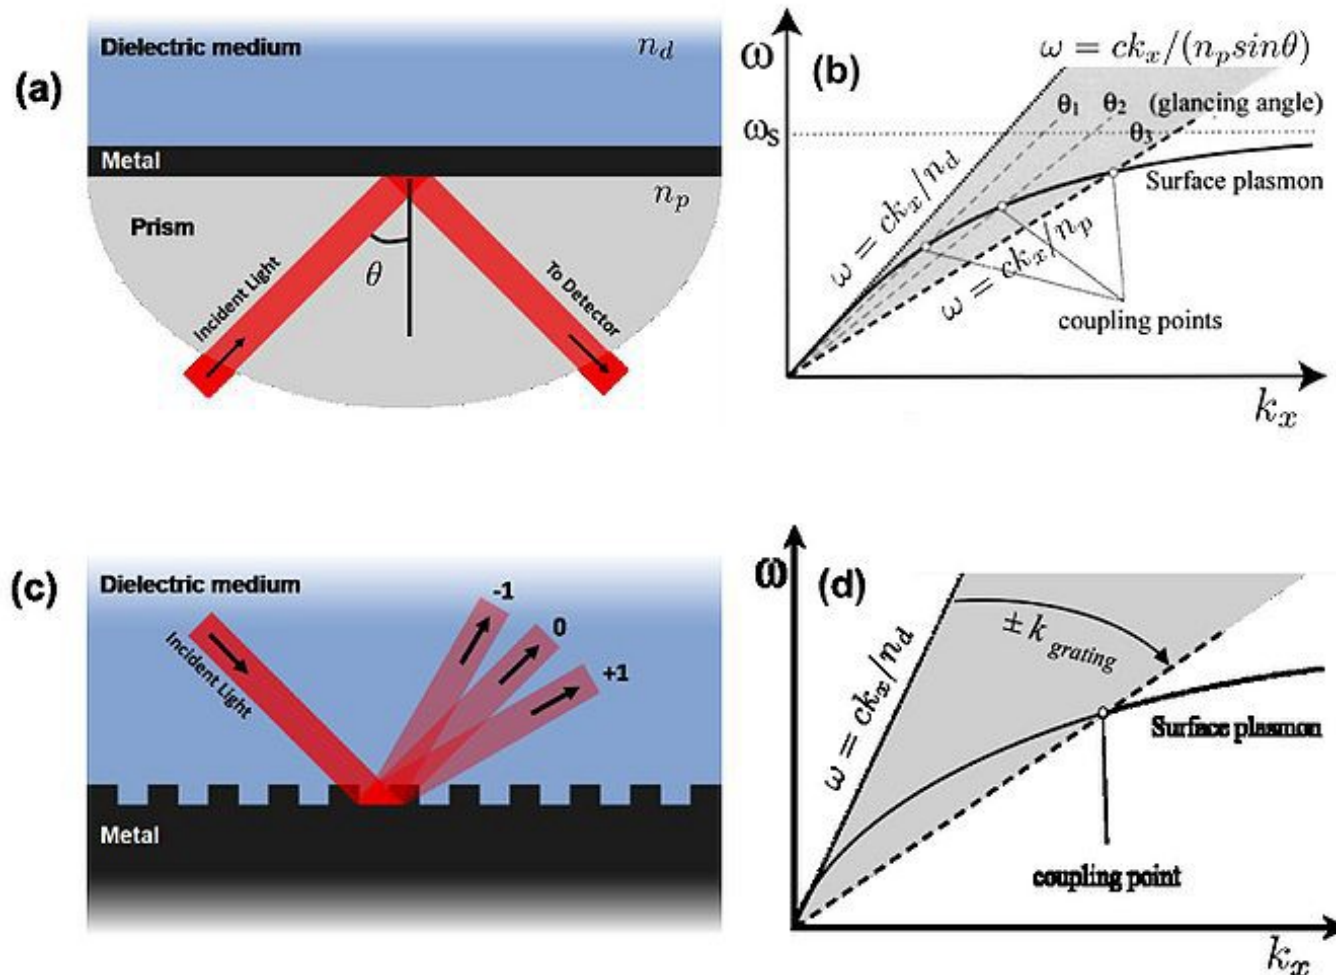 (a)
Dielectric medium
n_d
Metal
n_p
Prism
θ
Incident Light
To Detector
(b)
ω
ω = ck_x/(n_p sinθ)
θ₁ θ₂ (glancing angle)
ω_S
θ₃
ω = ck_x/n_d
Surface plasmon
ω = ck_x/n_p
coupling points
k_x
(c)
Dielectric medium
-1
0
+1
Incident Light
Metal
(d)
ω
ω = ck_x/n_d
± k_grating
Surface plasmon
coupling point
k_x